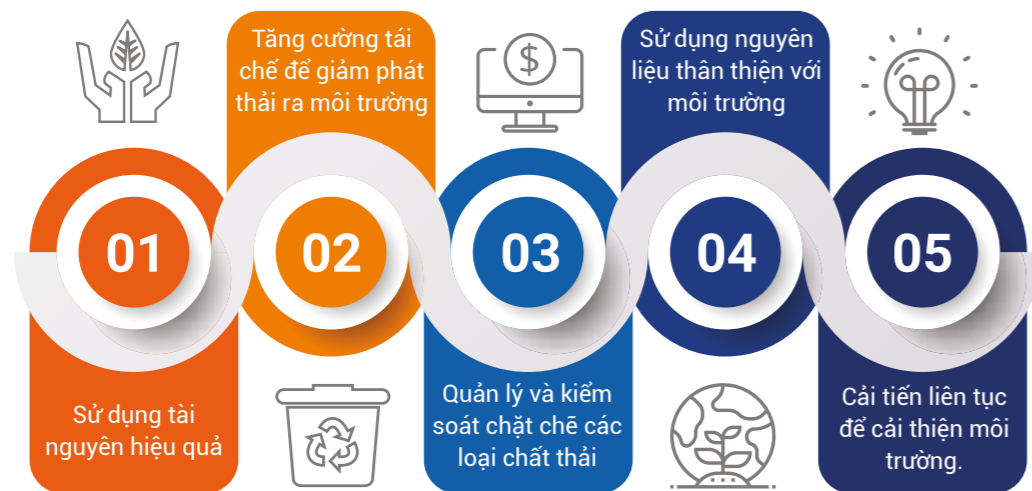 01
Sử dụng tài
nguyên hiệu quả
Tăng cường tái
chế để giảm phát
thải ra môi trường
02
$
03
Quản lý và kiểm
soát chặt chẽ các
loại chất thải
Sử dụng nguyên
liệu thân thiện với
môi trường
04
05
Cải tiến liên tục
để cải thiện môi
trường.